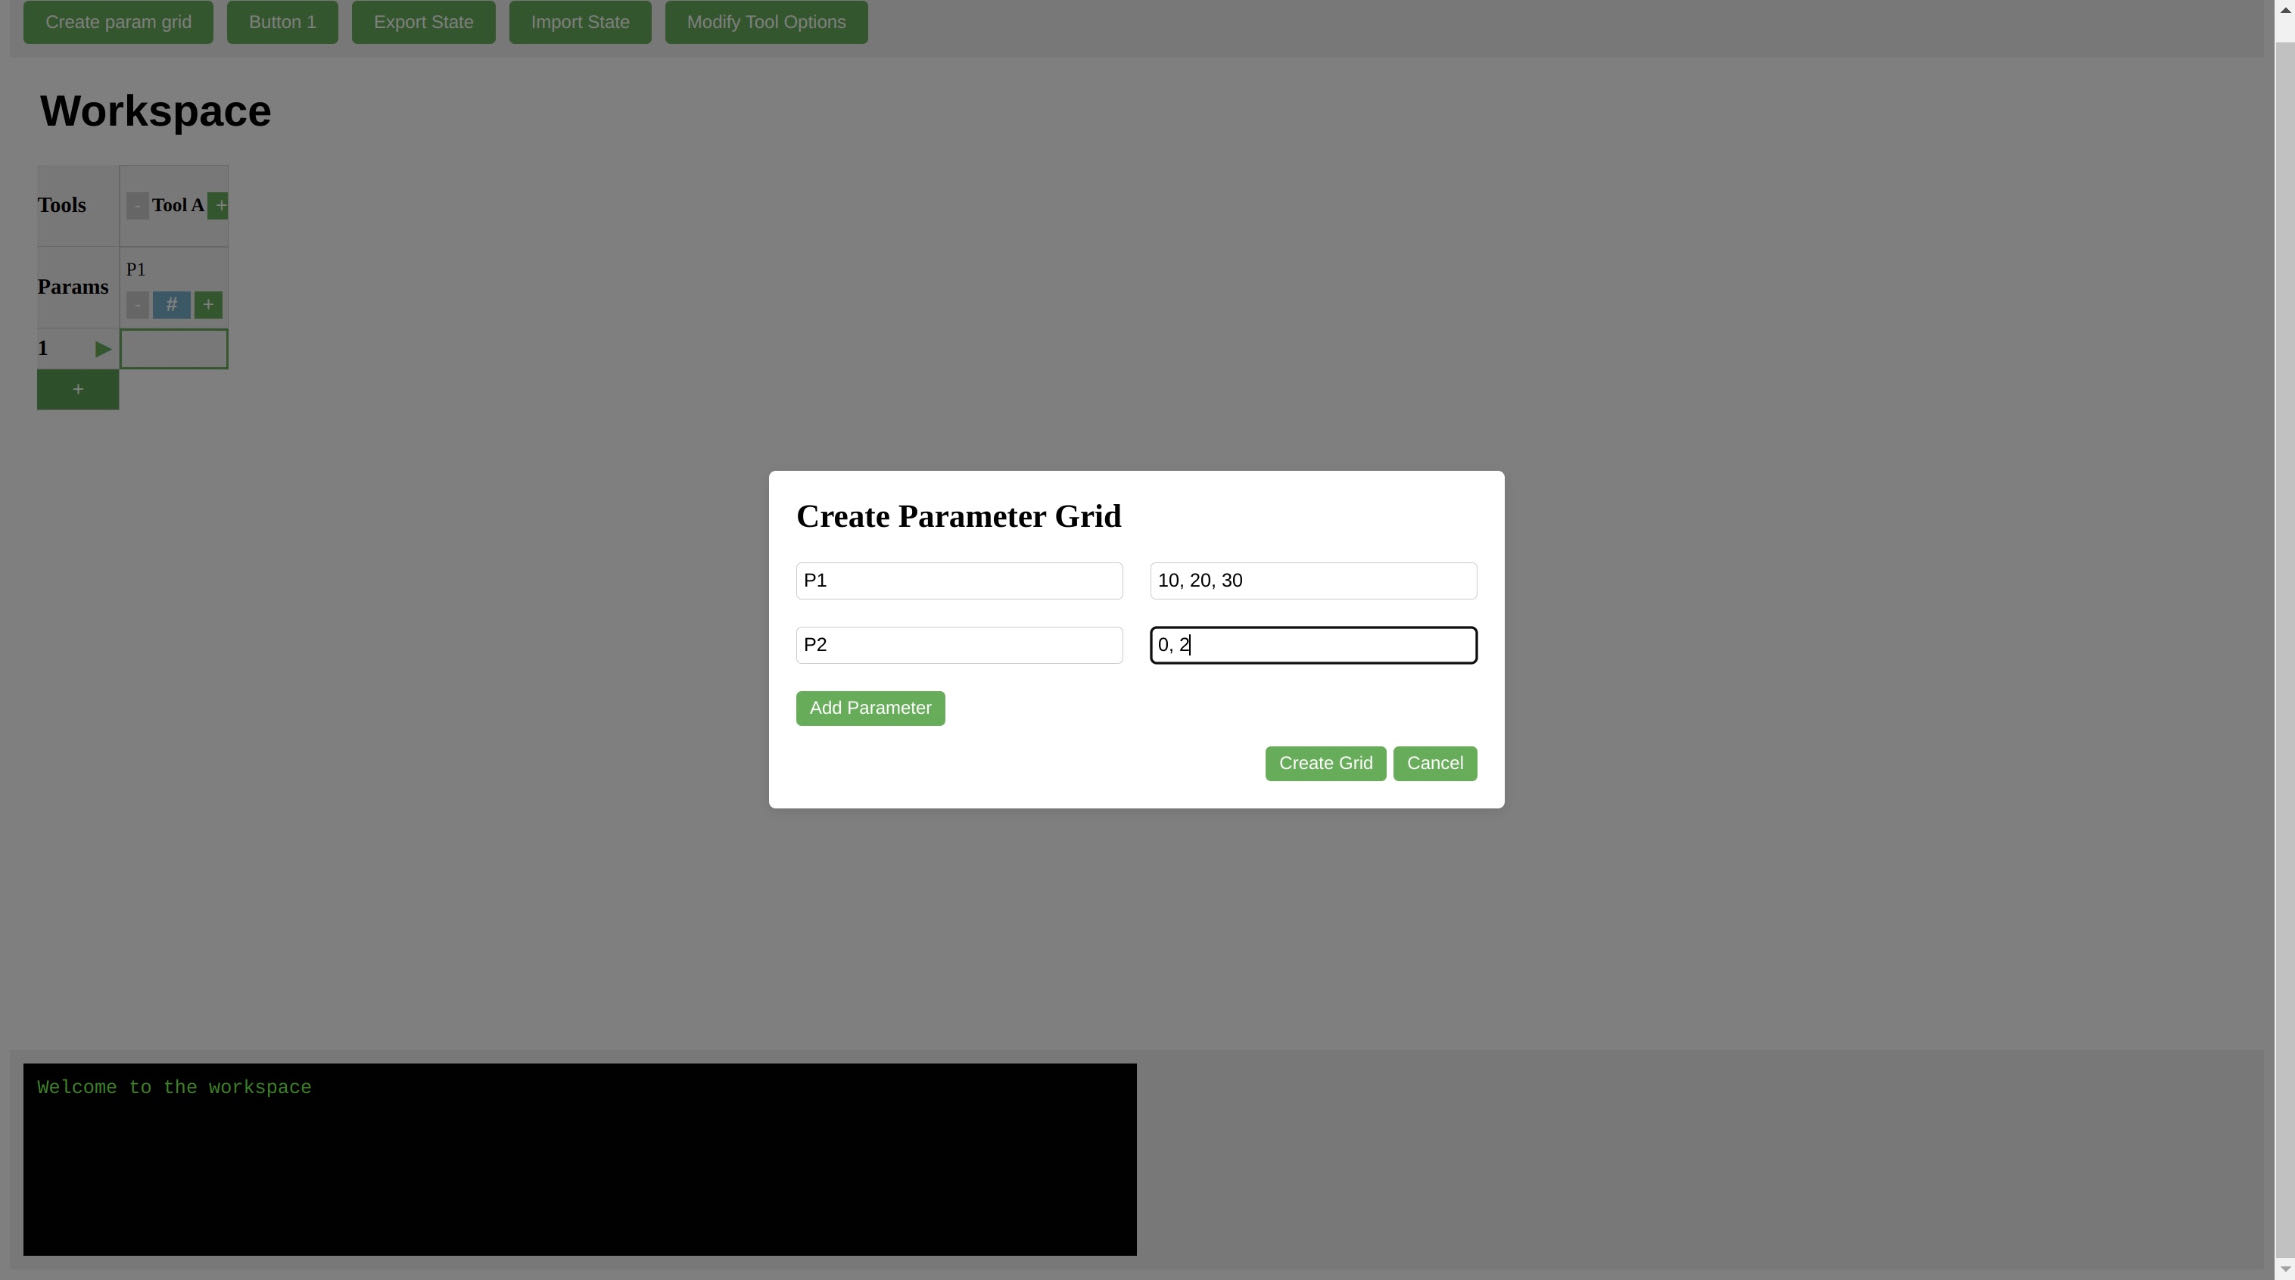 Create param grid Button 1 Export State Import State Modify Tool Options
Workspace
Tools - Tool A +
Params P1
- # +
1 ▶
+
Create Parameter Grid
P1 10, 20, 30
P2 0, 2
Add Parameter
Create Grid Cancel
Welcome to the workspace